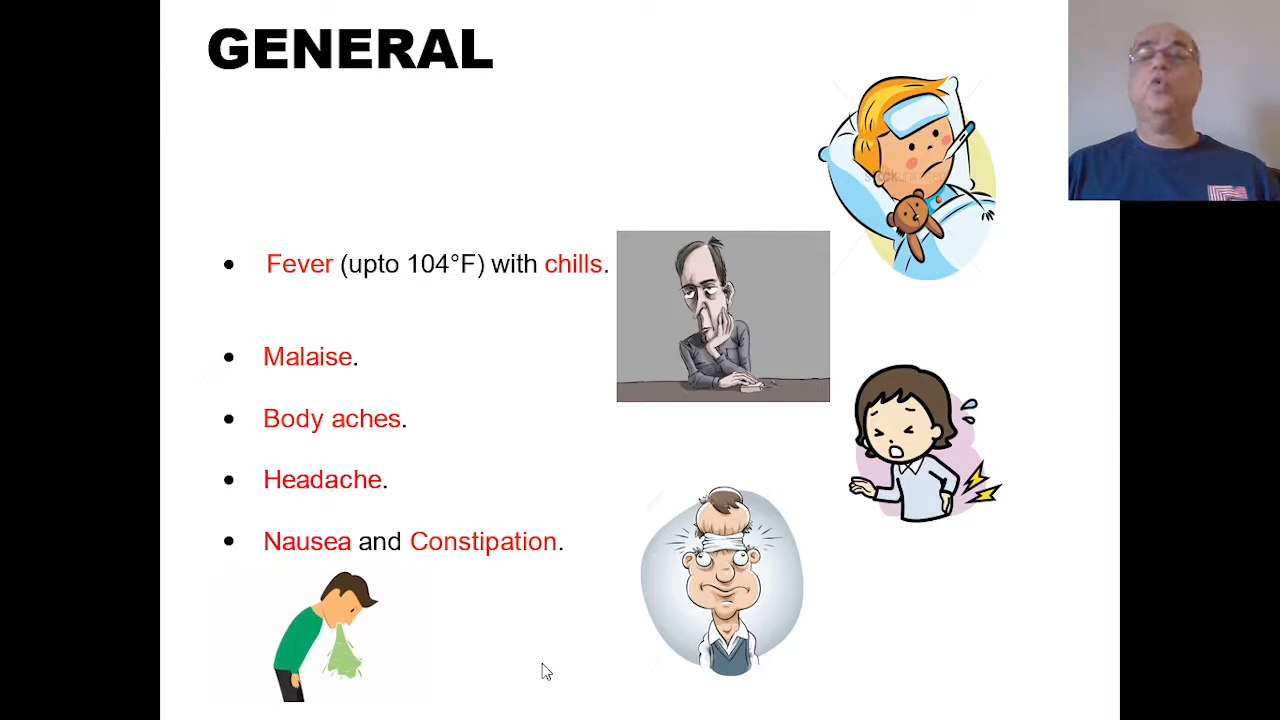 GENERAL
• Fever (upto 104°F) with chills.
• Malaise.
• Body aches.
• Headache.
• Nausea and Constipation.